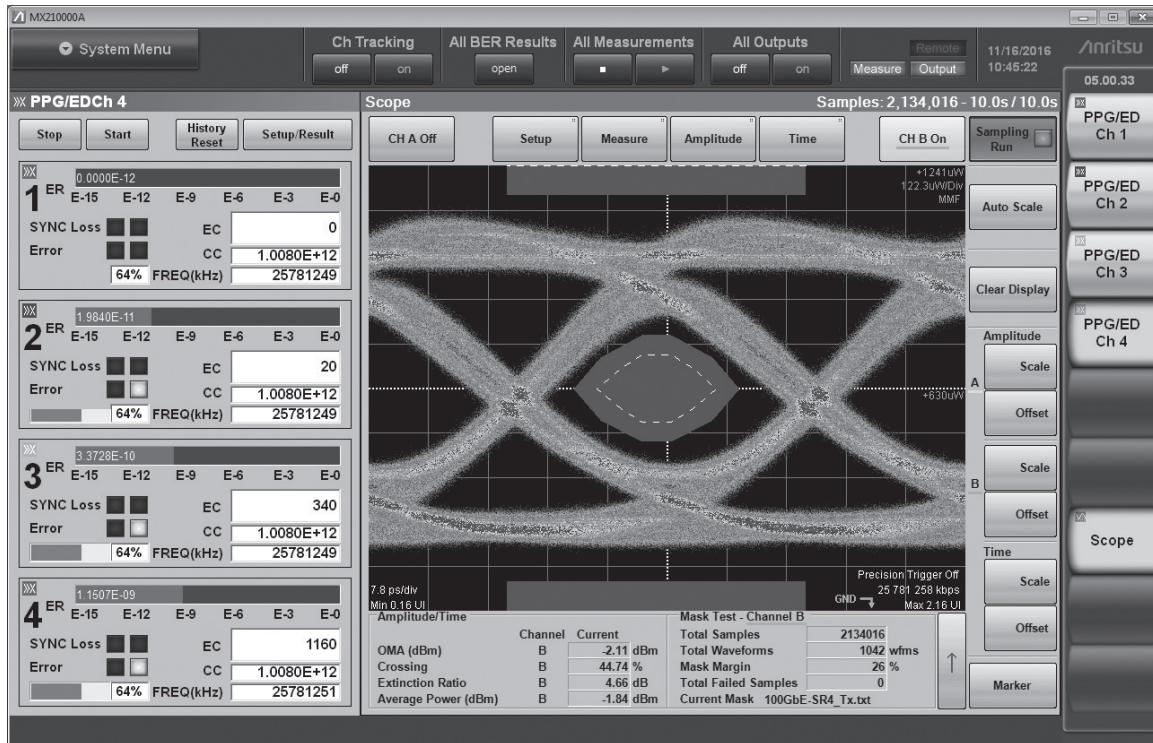 MX210000A
System Menu
Ch Tracking
off on
All BER Results
open
All Measurements
All Outputs
off on
Remote
Measure Output
11/16/2016
10:45:22
Anritsu
05.00.33
PPG/EDCh 4
Stop Start History Reset Setup/Result
1 ER 0.0000E-12
E-15 E-12 E-9 E-6 E-3 E-0
SYNC Loss EC 0
Error CC 1.0080E+12
64% FREQ(kHz) 25781249
2 ER 1.9840E-11
E-15 E-12 E-9 E-6 E-3 E-0
SYNC Loss EC 20
Error CC 1.0080E+12
64% FREQ(kHz) 25781249
3 ER 3.3728E-10
E-15 E-12 E-9 E-6 E-3 E-0
SYNC Loss EC 340
Error CC 1.0080E+12
64% FREQ(kHz) 25781249
4 ER 1.1507E-09
E-15 E-12 E-9 E-6 E-3 E-0
SYNC Loss EC 1160
Error CC 1.0080E+12
64% FREQ(kHz) 25781251
Scope
Samples: 2,134,016 - 10.0s / 10.0s
CH A Off Setup Measure Amplitude Time CH B On
Sampling
Run
+1241uW
122.3uW/Div
MMF
+630uW
7.8 ps/div
Min 0.16 UI
Precision Trigger Off
25 781 258 kbps
GND
Max 2.16 UI
Auto Scale
Clear Display
Amplitude
A
Scale
Offset
B
Scale
Offset
Time
Scale
Offset
Marker
Amplitude/Time
Channel Current
OMA (dBm) B -2.11 dBm
Crossing B 44.74 %
Extinction Ratio B 4.66 dB
Average Power (dBm) B -1.84 dBm
Mask Test - Channel B
Total Samples 2134016
Total Waveforms 1042 wfms
Mask Margin 26 %
Total Failed Samples 0
Current Mask 100GbE-SR4_Tx.txt
PPG/ED
Ch 1
PPG/ED
Ch 2
PPG/ED
Ch 3
PPG/ED
Ch 4
Scope